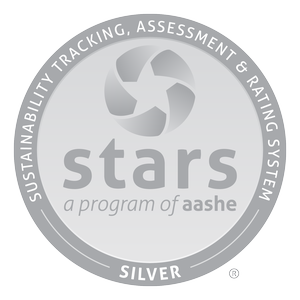 SUSTAINABILITY TRACKING, ASSESSMENT & RATING SYSTEM
stars
a program of aashe
SILVER
®